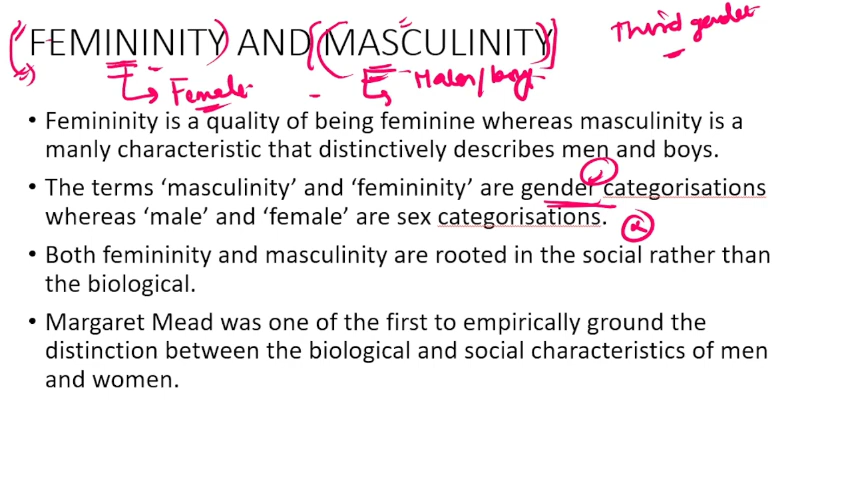 FEMININITY AND MASCULINITY
Third gender
Female
Males/boys
• Femininity is a quality of being feminine whereas masculinity is a
manly characteristic that distinctively describes men and boys.
• The terms ‘masculinity’ and ‘femininity’ are gender categorisations
whereas ‘male’ and ‘female’ are sex categorisations.
• Both femininity and masculinity are rooted in the social rather than
the biological.
• Margaret Mead was one of the first to empirically ground the
distinction between the biological and social characteristics of men
and women.